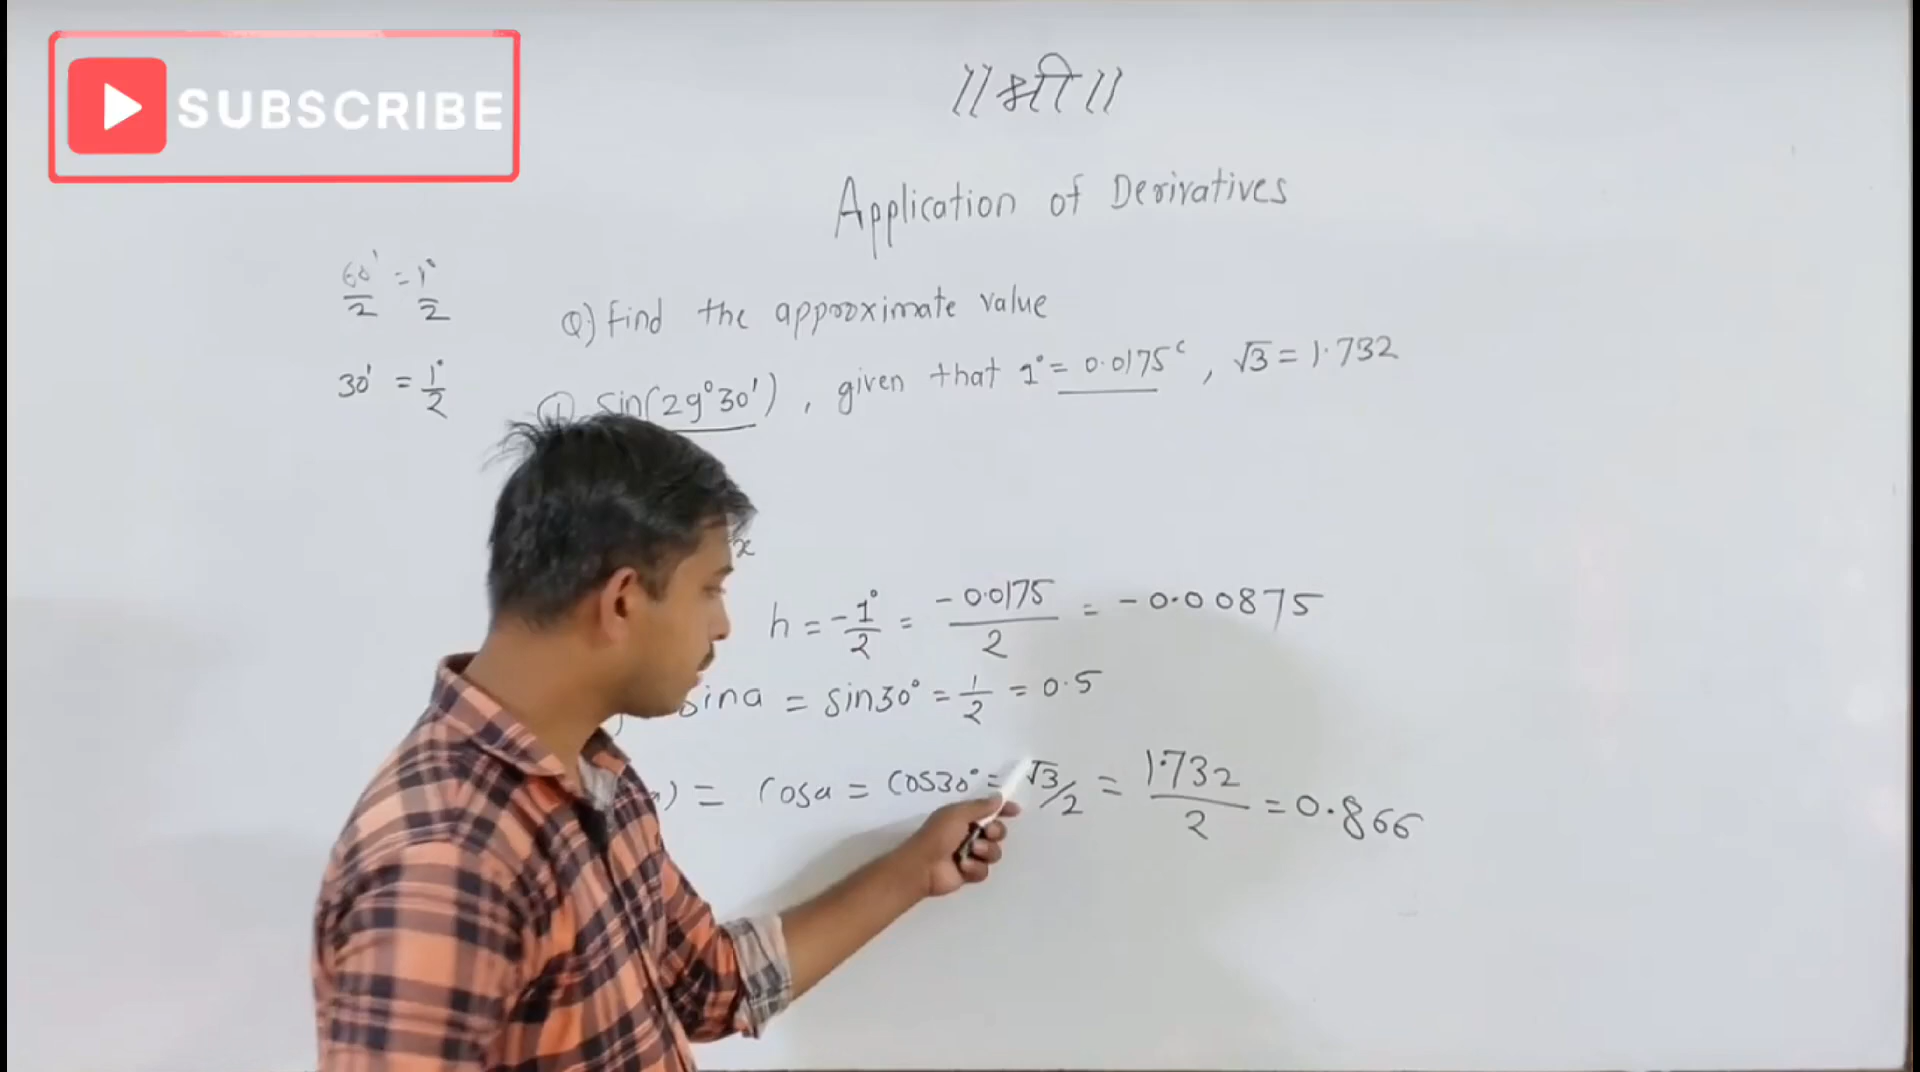 SUBSCRIBE
॥ श्री ॥
Application of Derivatives
60'/2 = 1°/2
30' = 1°/2
Q) Find the approximate value
① sin(29°30'), given that 1° = 0.0175ᶜ, √3 = 1.732
x
h = -1°/2 = -0.0175/2 = -0.00875
sina = sin30° = 1/2 = 0.5
) = cosa = cos30° = √3/2 = 1.732/2 = 0.866